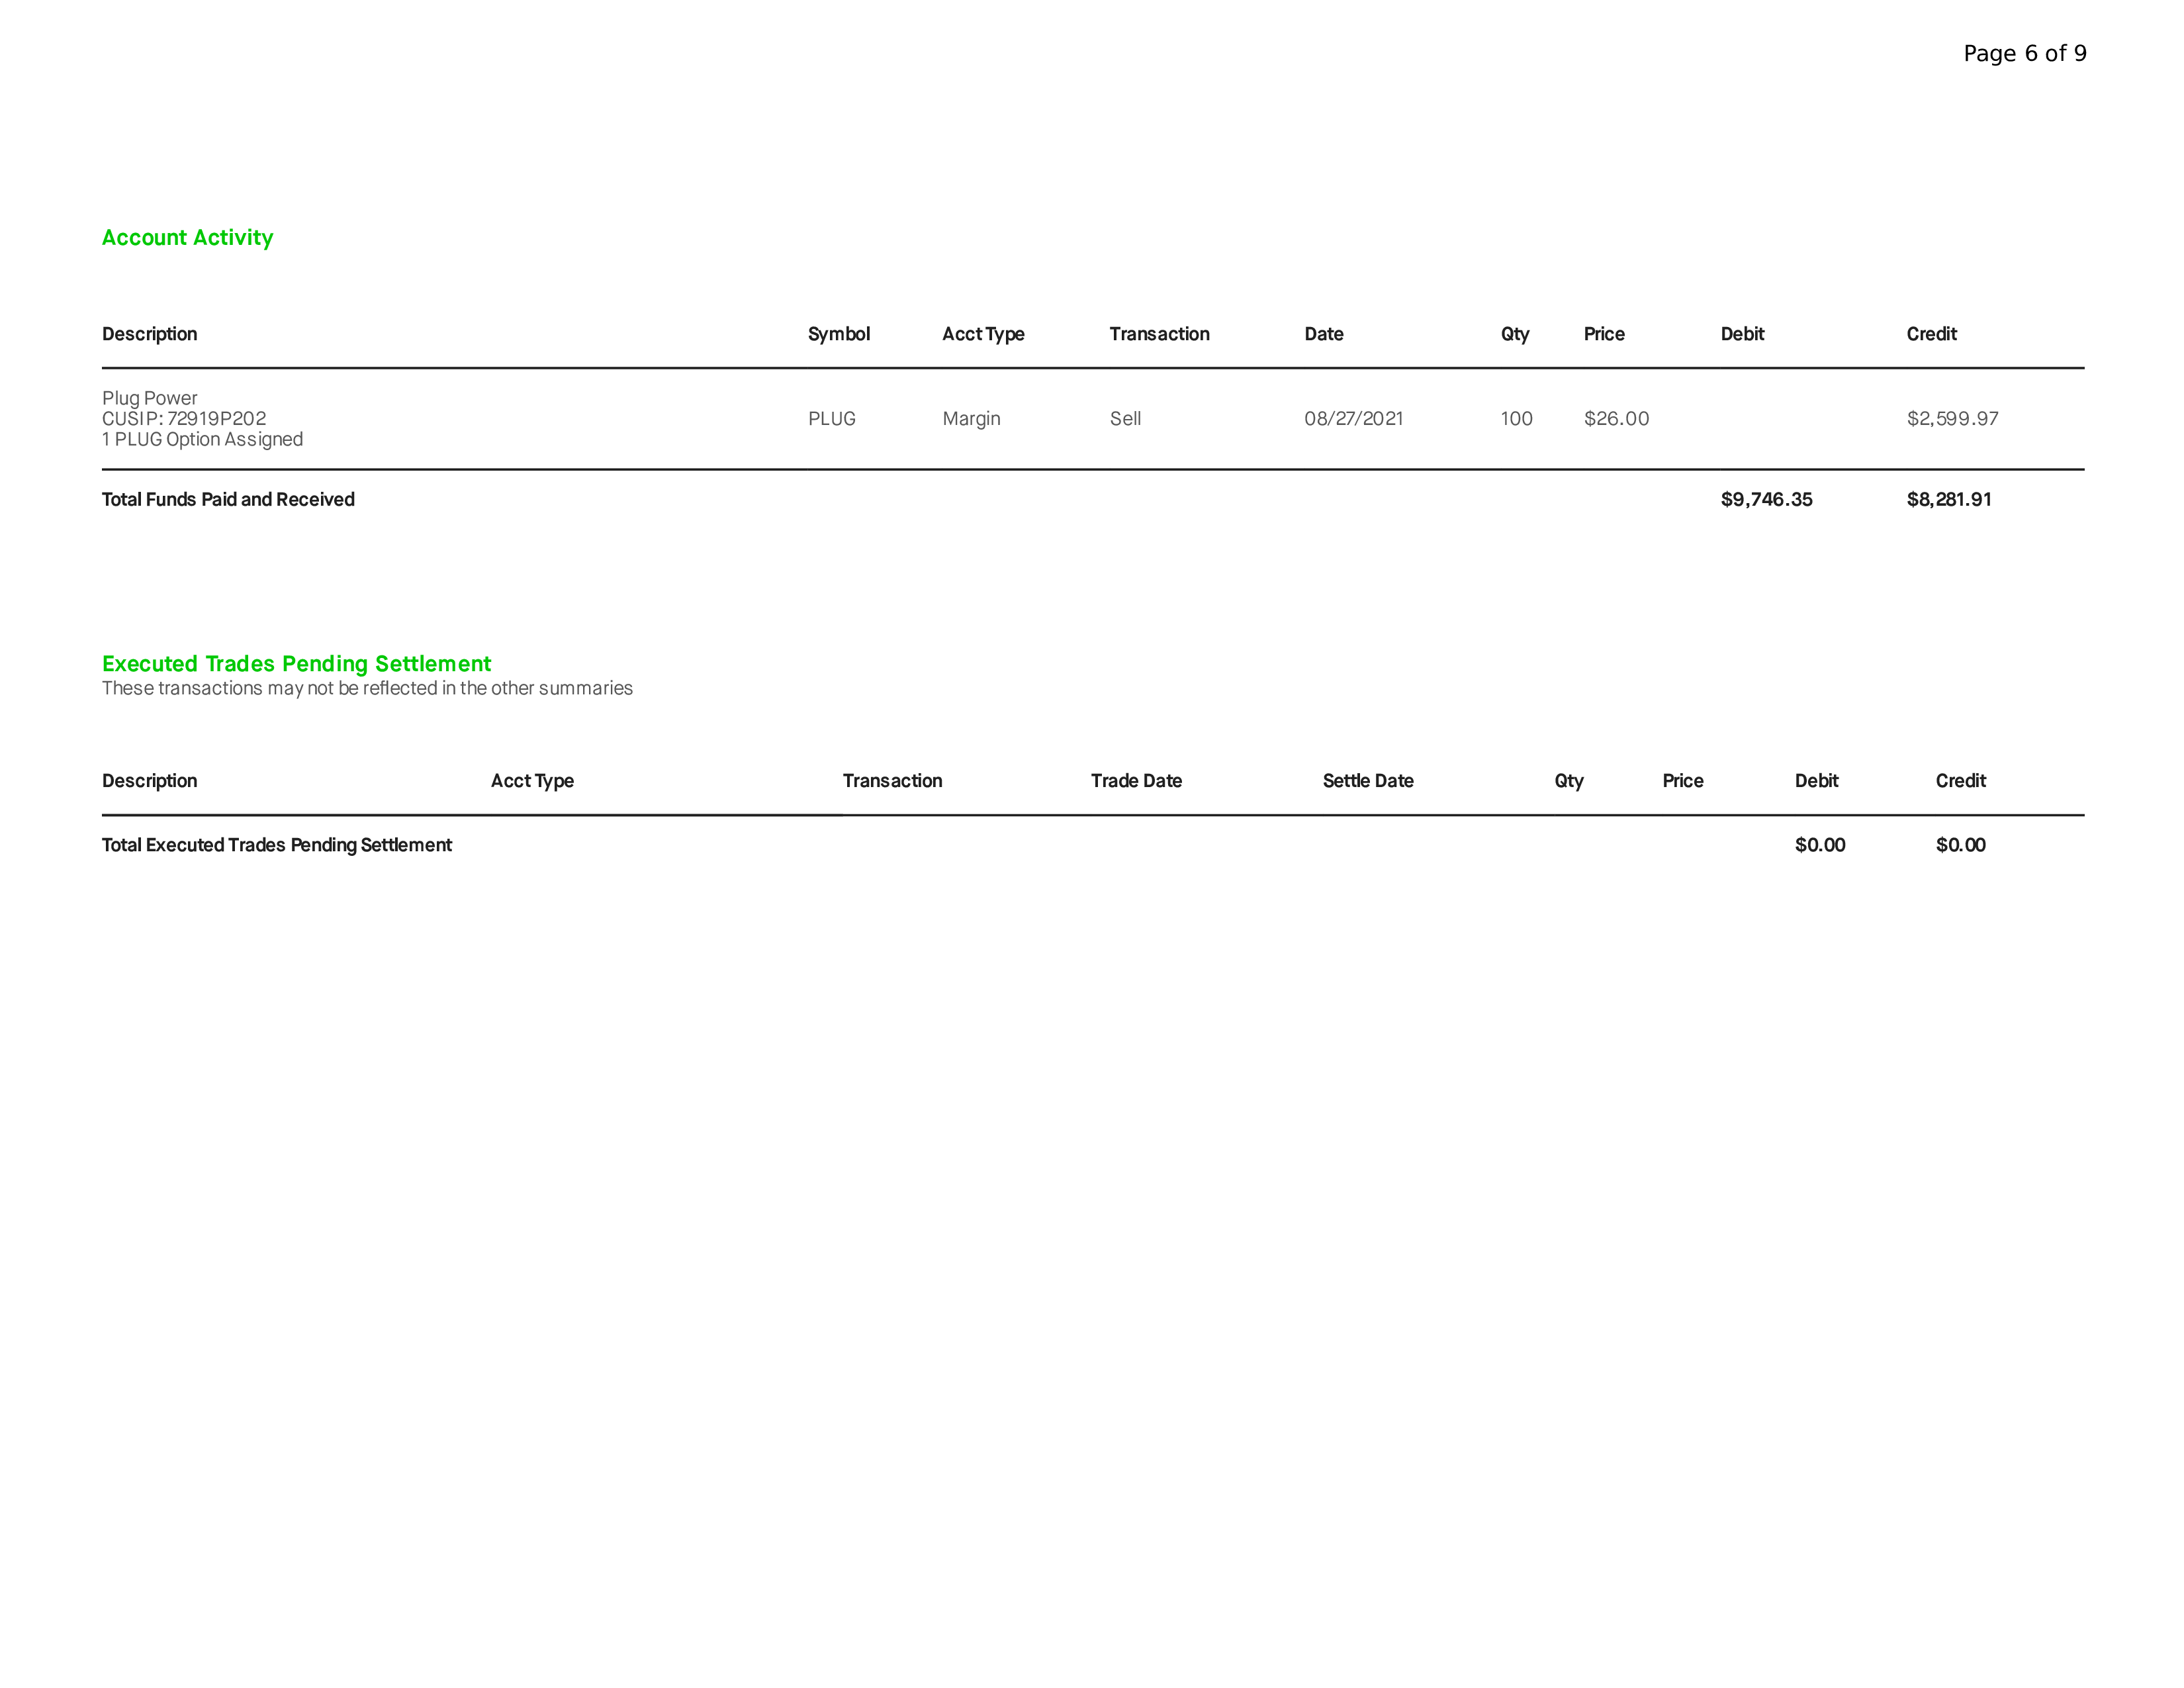 Page 6 of 9
Account Activity
Description Symbol Acct Type Transaction Date Qty Price Debit Credit
Plug Power
CUSIP: 72919P202 PLUG Margin Sell 08/27/2021 100 $26.00 $2,599.97
1 PLUG Option Assigned
Total Funds Paid and Received $9,746.35 $8,281.91
Executed Trades Pending Settlement
These transactions may not be reflected in the other summaries
Description Acct Type Transaction Trade Date Settle Date Qty Price Debit Credit
Total Executed Trades Pending Settlement $0.00 $0.00